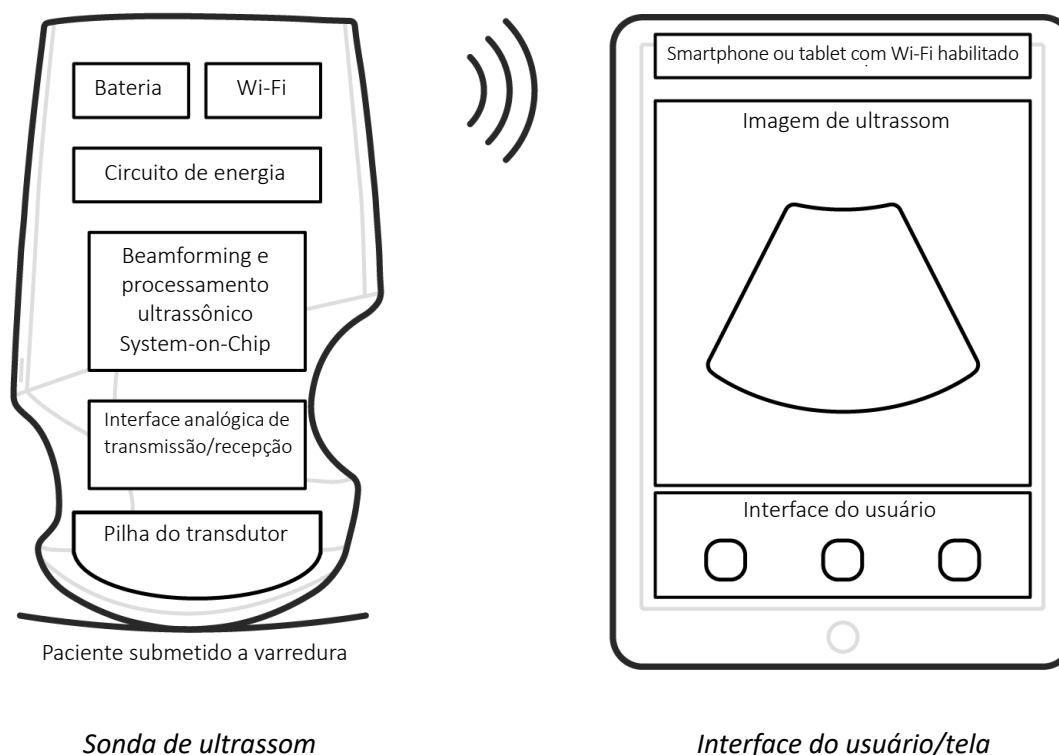 Bateria
Wi-Fi
Circuito de energia
Beamforming e
processamento
ultrassônico
System-on-Chip
Interface analógica de
transmissão/recepção
Pilha do transdutor
Paciente submetido a varredura
Sonda de ultrassom
Smartphone ou tablet com Wi-Fi habilitado
Imagem de ultrassom
Interface do usuário
Interface do usuário/tela